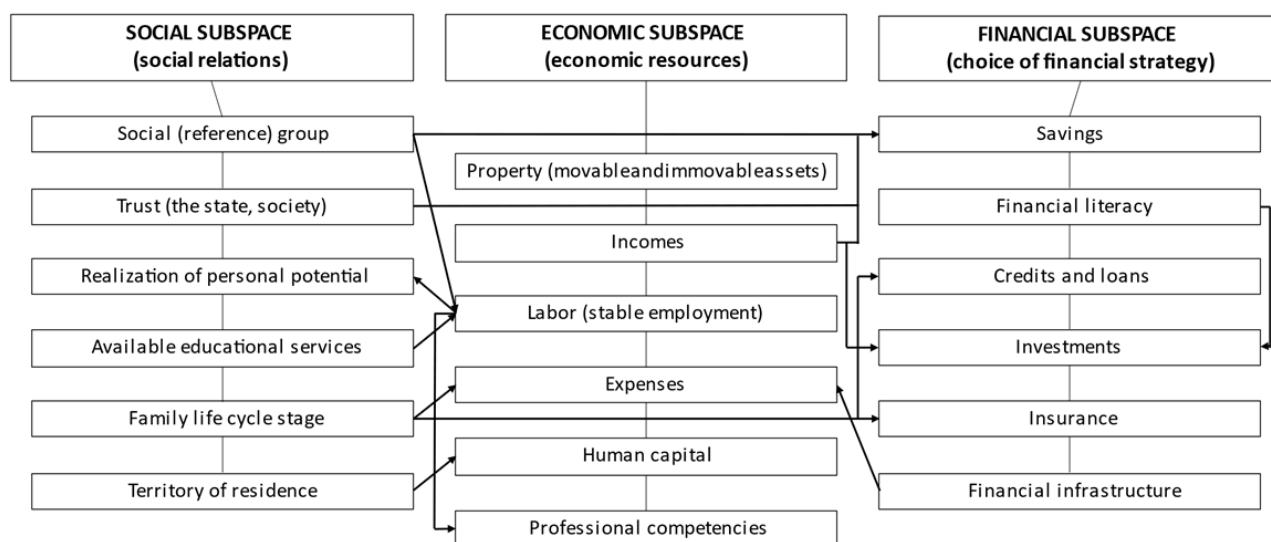 SOCIAL SUBSPACE
(social relations)
ECONOMIC SUBSPACE
(economic resources)
FINANCIAL SUBSPACE
(choice of financial strategy)
Social (reference) group
Trust (the state, society)
Realization of personal potential
Available educational services
Family life cycle stage
Territory of residence
Property (movableandimmovableassets)
Incomes
Labor (stable employment)
Expenses
Human capital
Professional competencies
Savings
Financial literacy
Credits and loans
Investments
Insurance
Financial infrastructure